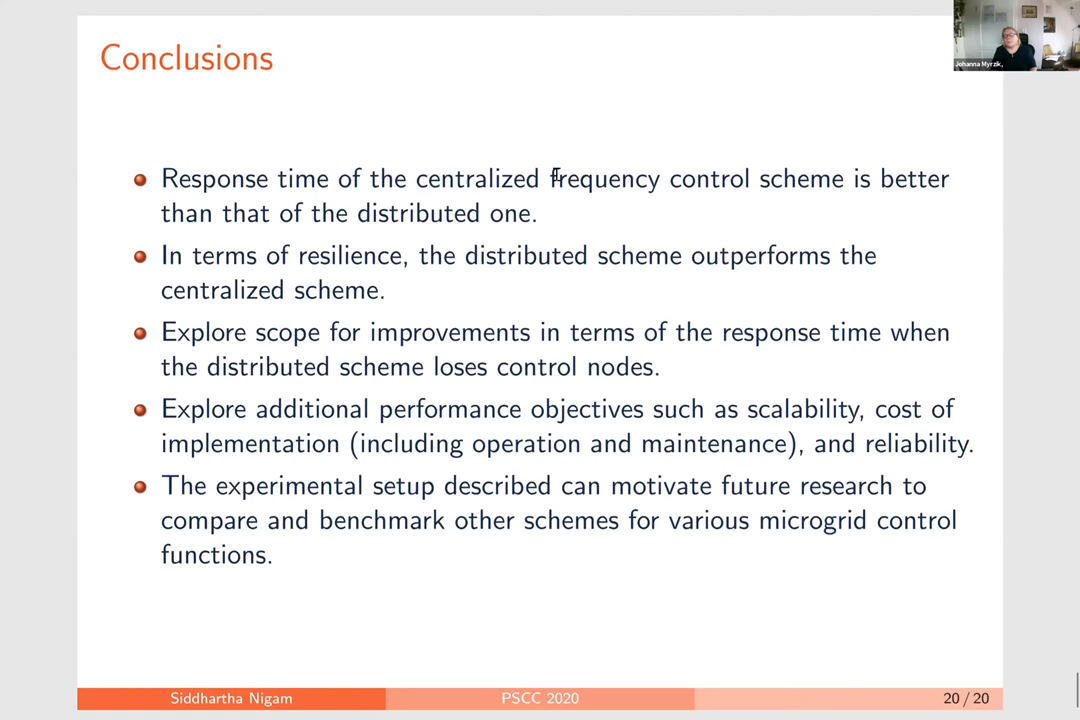 Conclusions
Johanna Myrzik,
Response time of the centralized frequency control scheme is better
than that of the distributed one.
In terms of resilience, the distributed scheme outperforms the
centralized scheme.
Explore scope for improvements in terms of the response time when
the distributed scheme loses control nodes.
Explore additional performance objectives such as scalability, cost of
implementation (including operation and maintenance), and reliability.
The experimental setup described can motivate future research to
compare and benchmark other schemes for various microgrid control
functions.
Siddhartha Nigam
PSCC 2020
20 / 20